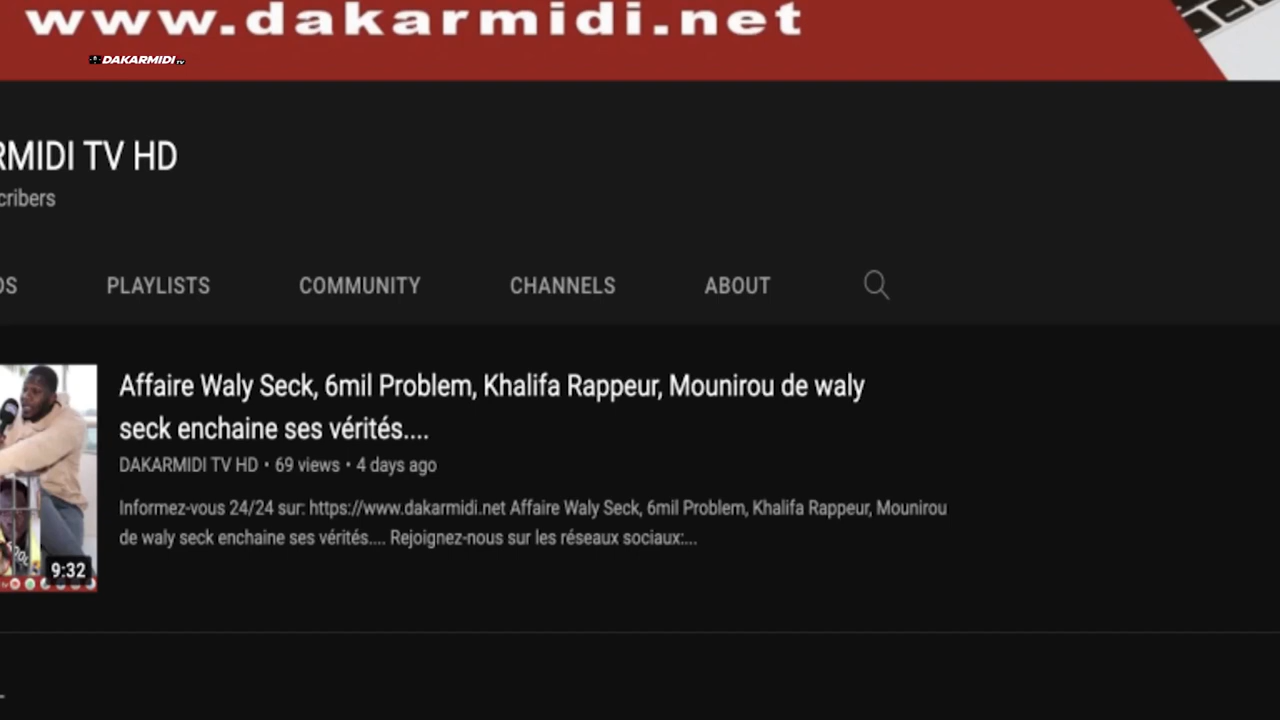 www.dakarmidi.net
DAKARMIDI TV
RMIDI TV HD
cribers
OS
PLAYLISTS
COMMUNITY
CHANNELS
ABOUT
Affaire Waly Seck, 6mil Problem, Khalifa Rappeur, Mounirou de waly
seck enchaine ses vérités....
DAKARMIDI TV HD • 69 views • 4 days ago
Informez-vous 24/24 sur: https://www.dakarmidi.net Affaire Waly Seck, 6mil Problem, Khalifa Rappeur, Mounirou
de waly seck enchaine ses vérités.... Rejoignez-nous sur les réseaux sociaux:...
9:32